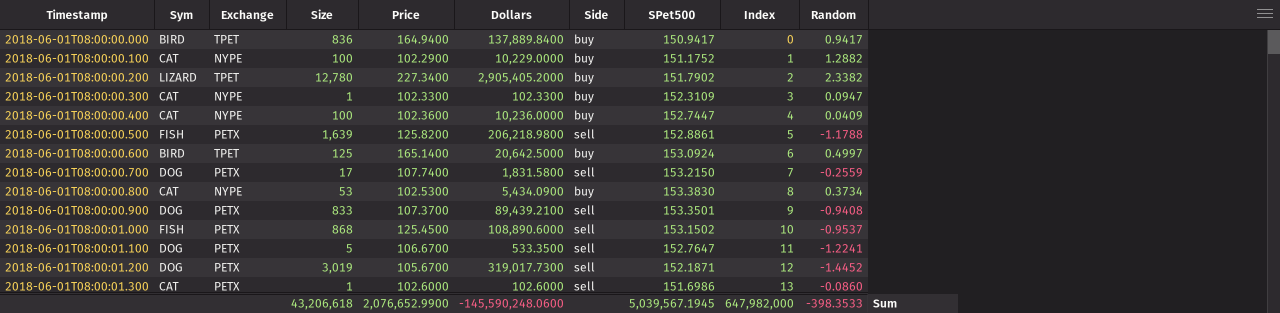 Timestamp Sym Exchange Size Price Dollars Side SPet500 Index Random
2018-06-01T08:00:00.000 BIRD TPET 836 164.9400 137,889.8400 buy 150.9417 0 0.9417
2018-06-01T08:00:00.100 CAT NYPE 100 102.2900 10,229.0000 buy 151.1752 1 1.2882
2018-06-01T08:00:00.200 LIZARD TPET 12,780 227.3400 2,905,405.2000 buy 151.7902 2 2.3382
2018-06-01T08:00:00.300 CAT NYPE 1 102.3300 102.3300 buy 152.3109 3 0.0947
2018-06-01T08:00:00.400 CAT NYPE 100 102.3600 10,236.0000 buy 152.7447 4 0.0409
2018-06-01T08:00:00.500 FISH PETX 1,639 125.8200 206,218.9800 sell 152.8861 5 -1.1788
2018-06-01T08:00:00.600 BIRD TPET 125 165.1400 20,642.5000 buy 153.0924 6 0.4997
2018-06-01T08:00:00.700 DOG PETX 17 107.7400 1,831.5800 sell 153.2150 7 -0.2559
2018-06-01T08:00:00.800 CAT NYPE 53 102.5300 5,434.0900 buy 153.3830 8 0.3734
2018-06-01T08:00:00.900 DOG PETX 833 107.3700 89,439.2100 sell 153.3501 9 -0.9408
2018-06-01T08:00:01.000 FISH PETX 868 125.4500 108,890.6000 sell 153.1502 10 -0.9537
2018-06-01T08:00:01.100 DOG PETX 5 106.6700 533.3500 sell 152.7647 11 -1.2241
2018-06-01T08:00:01.200 DOG PETX 3,019 105.6700 319,017.7300 sell 152.1871 12 -1.4452
2018-06-01T08:00:01.300 CAT PETX 1 102.6000 102.6000 sell 151.6986 13 -0.0860
43,206,618 2,076,652.9900 -145,590,248.0600 5,039,567.1945 647,982,000 -398.3533 Sum